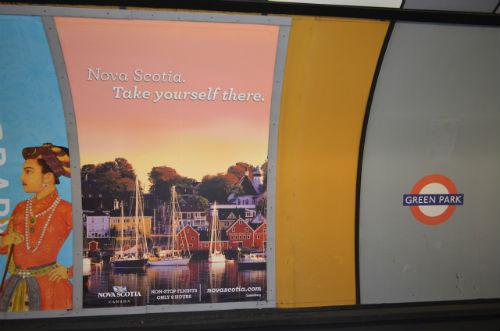 Nova Scotia.
Take yourself there.
NOVA SCOTIA
CANADA
NON-STOP FLIGHTS
ONLY 6 HOURS
novascotia.com
GREEN PARK